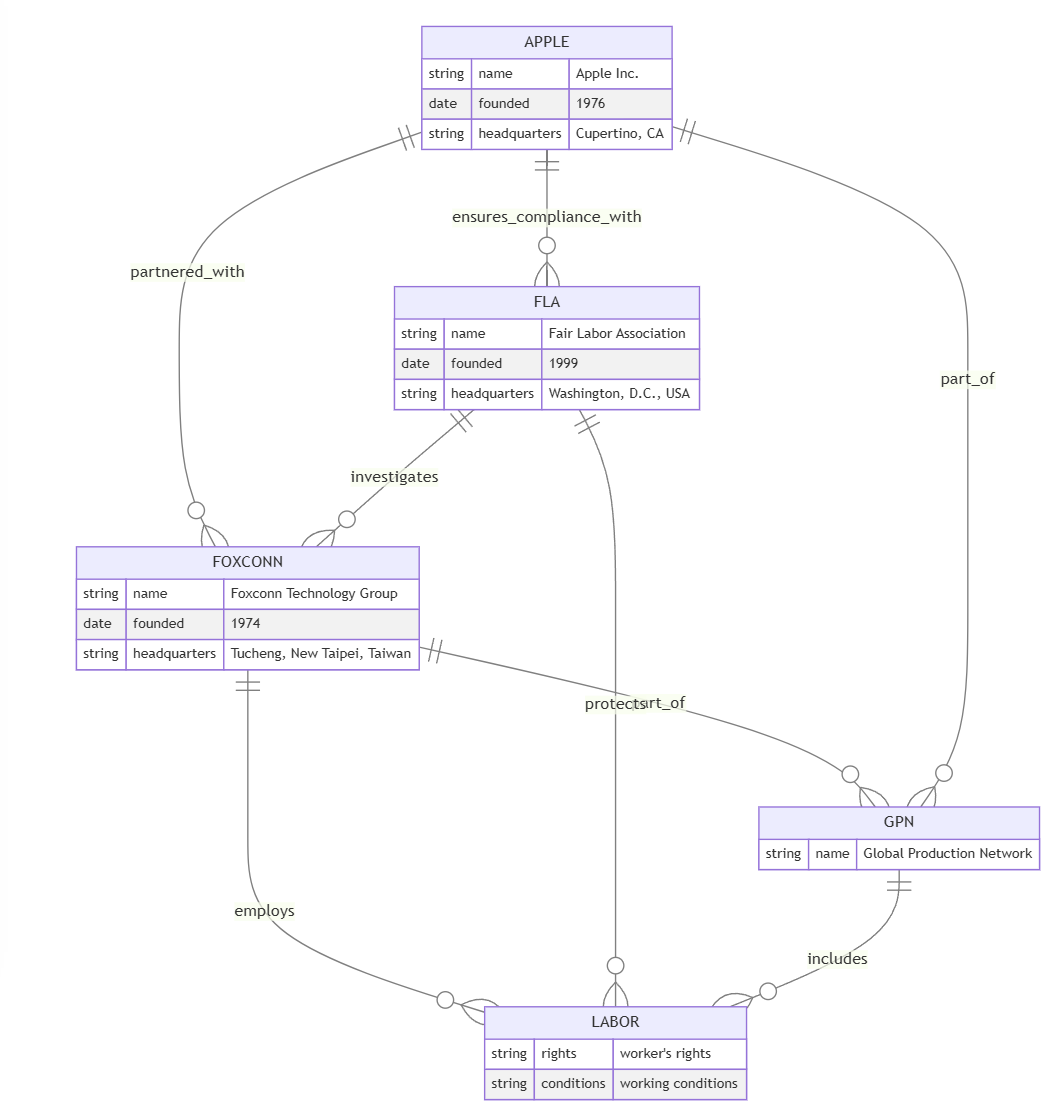 APPLE
string name Apple Inc.
date founded 1976
string headquarters Cupertino, CA
ensures_compliance_with
partnered_with
FLA
string name Fair Labor Association
date founded 1999
string headquarters Washington, D.C., USA
part_of
investigates
FOXCONN
string name Foxconn Technology Group
date founded 1974
string headquarters Tucheng, New Taipei, Taiwan
protects part_of
GPN
string name Global Production Network
employs
includes
LABOR
string rights worker's rights
string conditions working conditions